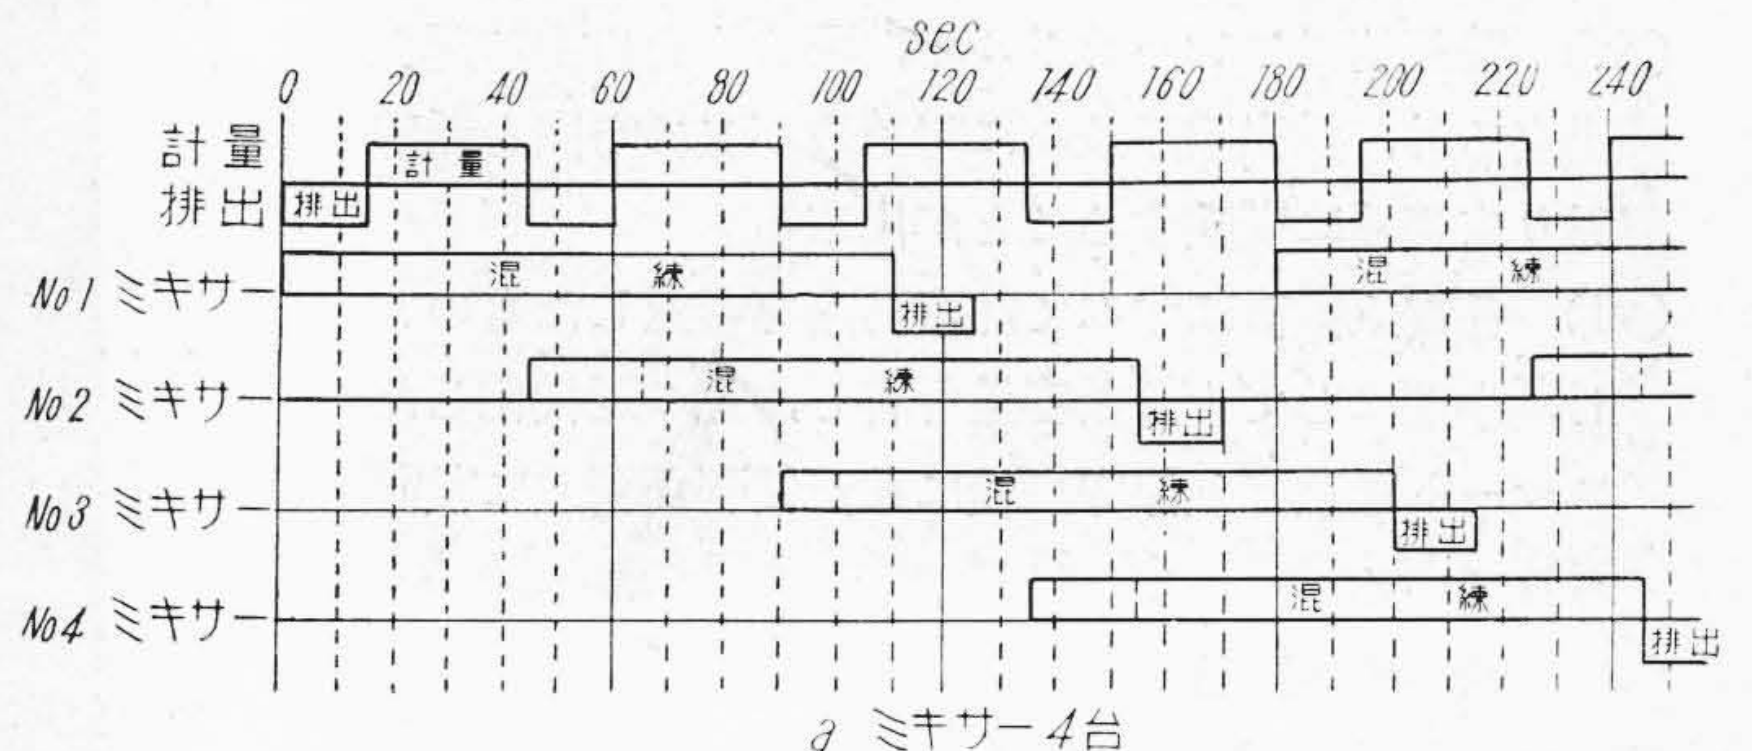 sec
0 20 40 60 80 100 120 140 160 180 200 220 240
計量
計量
排出
排出
No1 ミキサー
混練
排出
混練
No2 ミキサー
混練
排出
No3 ミキサー
混練
排出
No4 ミキサー
混練
排出
a ミキサー4台